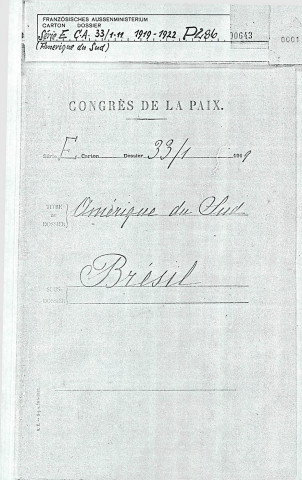 FRANZÖSISCHES AUSSENMINISTERIUM
CARTON DOSSIER
Série E. CA. 33/1-11 1919-1922 P286 00643
(Amérique du Sud)
CONGRÈS DE LA PAIX.
Série E, Carton Dossier 33/1
TITRE DU DOSSIER Amérique du Sud
Brésil
SOUS-DOSSIER